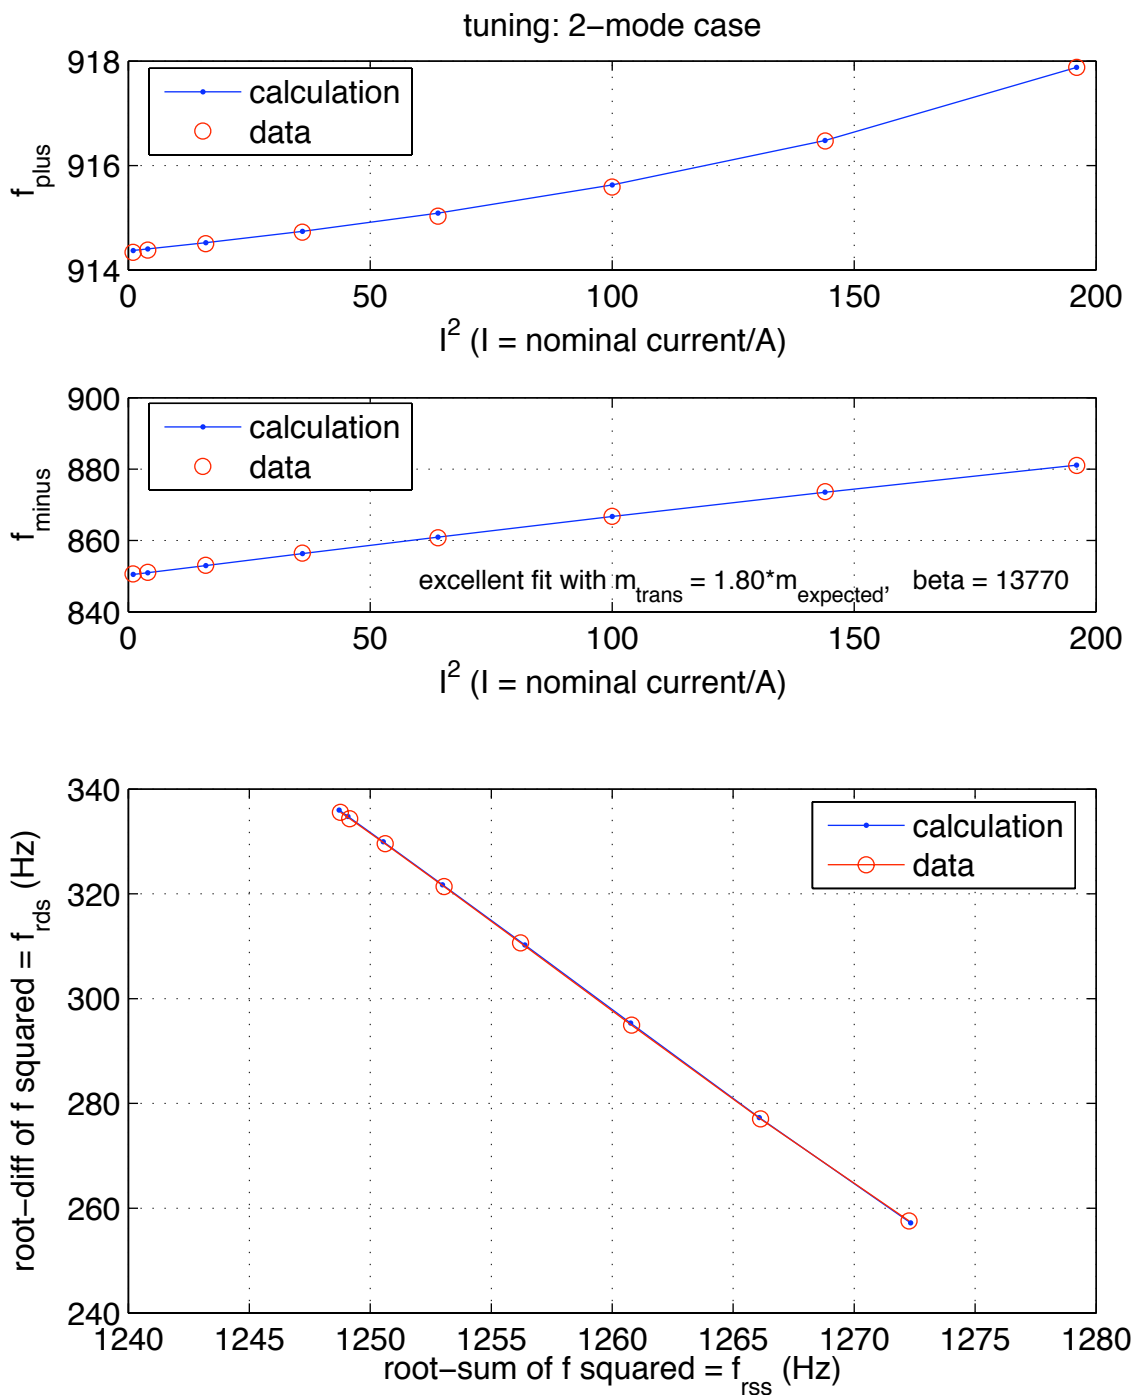 tuning: 2−mode case
918
916
914
f_plus
calculation
data
0 50 100 150 200
I^2 (I = nominal current/A)
900
880
860
840
f_minus
calculation
data
excellent fit with m_trans = 1.80*m_expected, beta = 13770
0 50 100 150 200
I^2 (I = nominal current/A)
340
320
300
280
260
240
root−diff of f squared = f_rds (Hz)
calculation
data
1240 1245 1250 1255 1260 1265 1270 1275 1280
root−sum of f squared = f_rss (Hz)